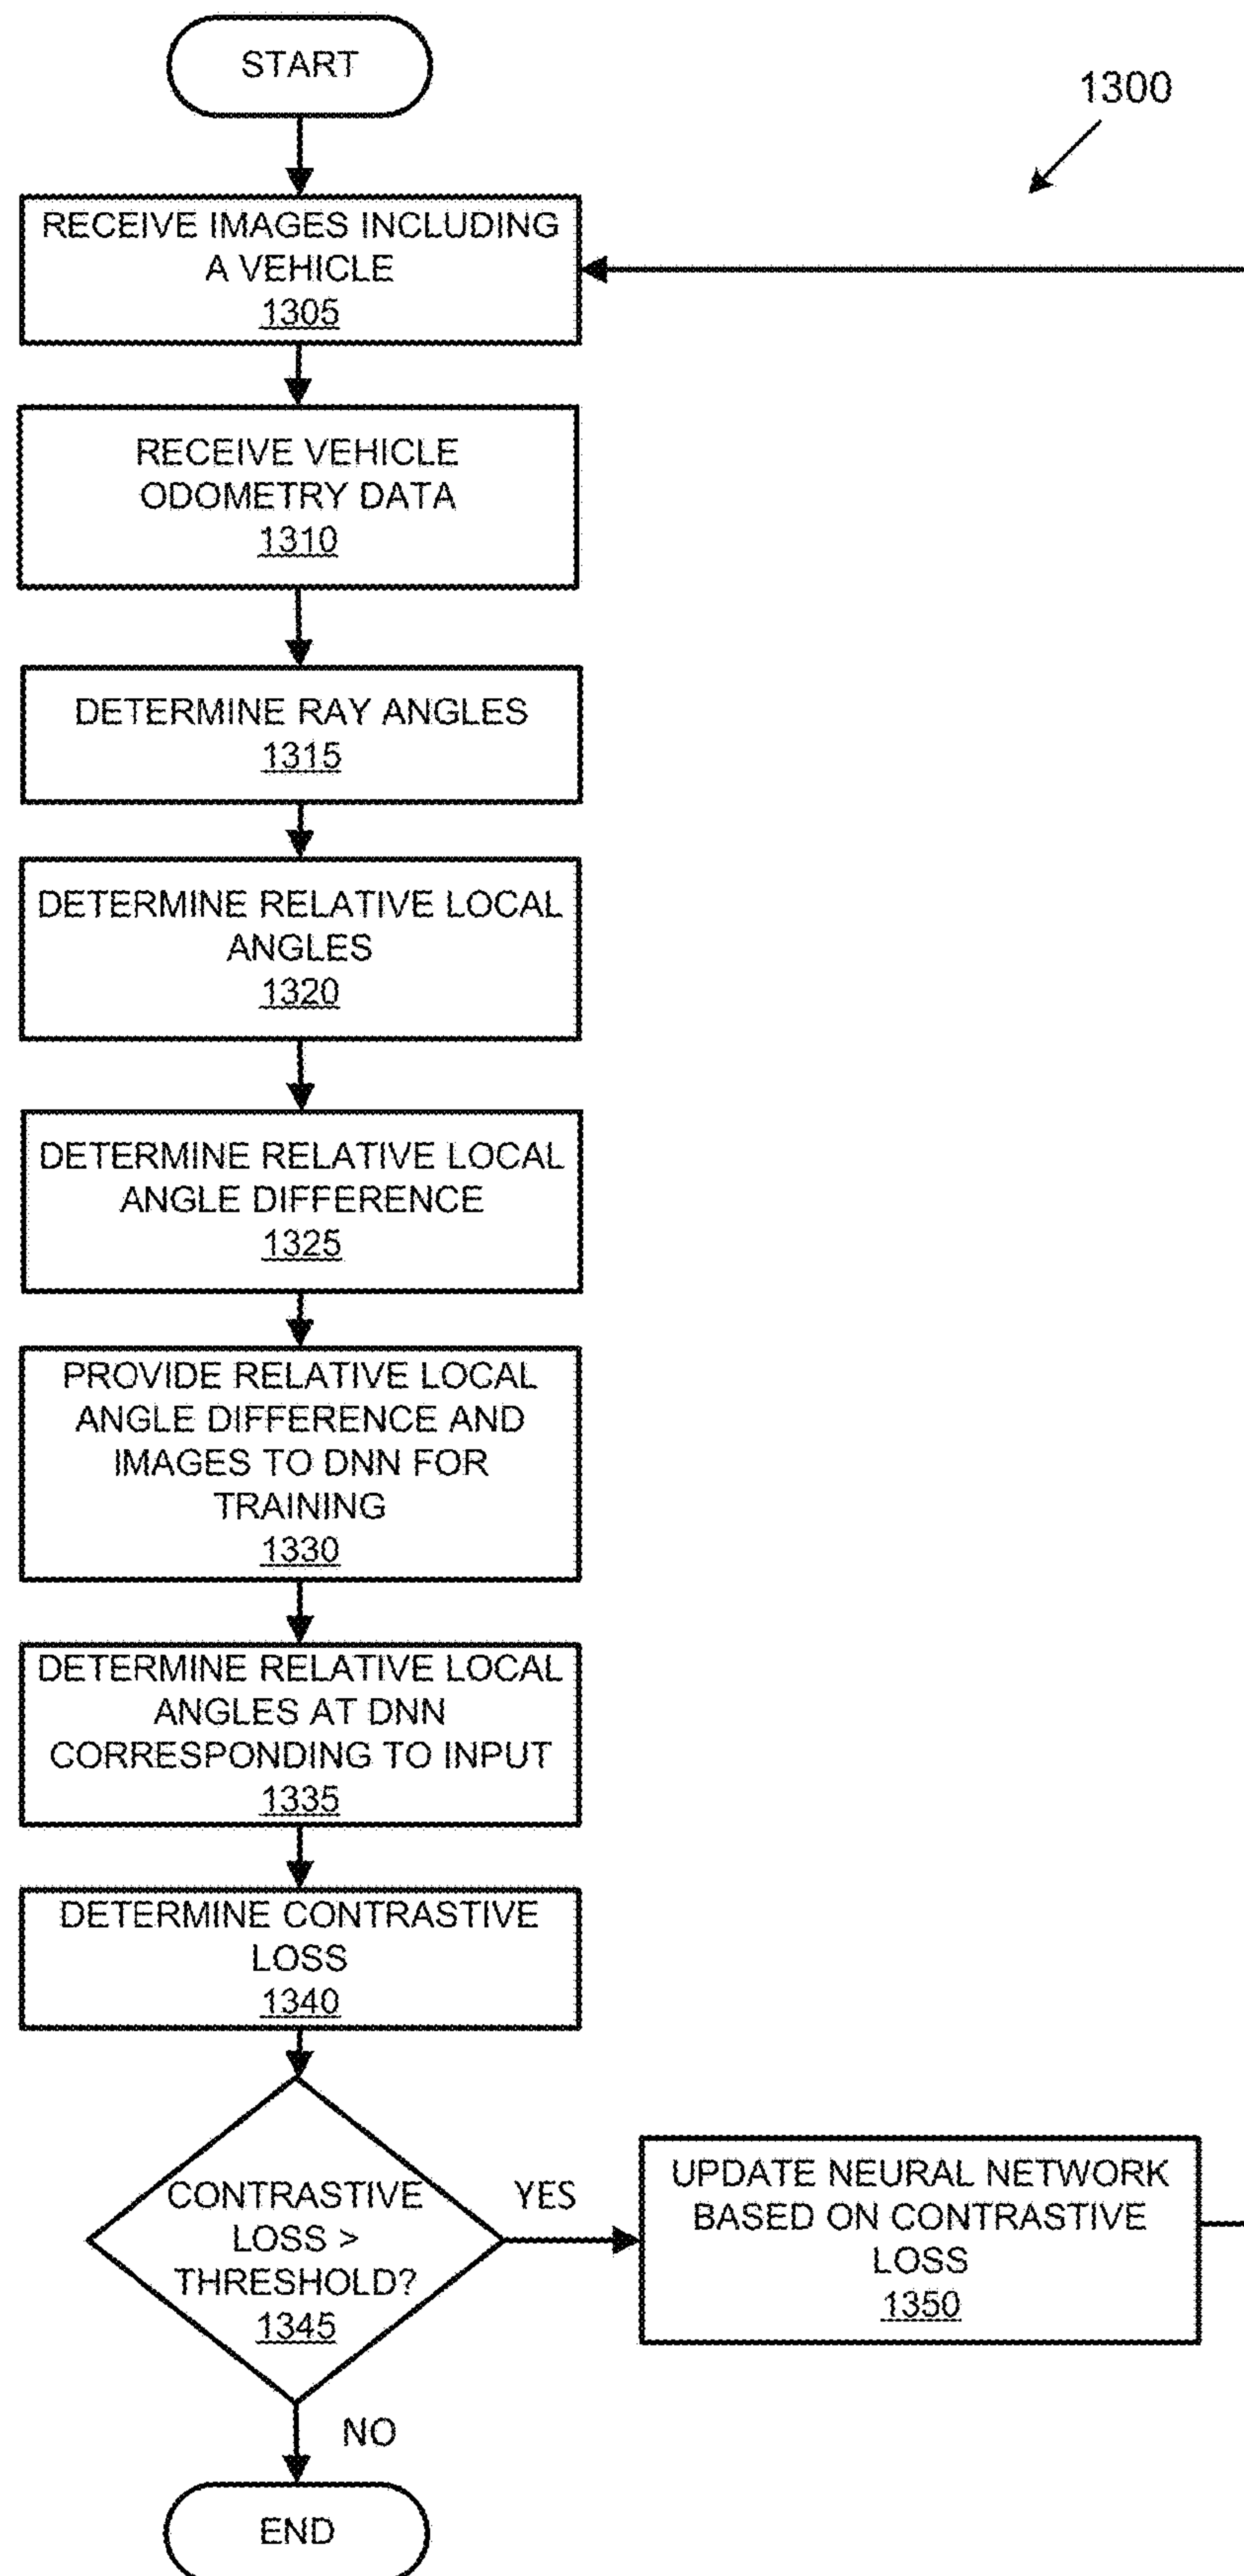 START
1300
RECEIVE IMAGES INCLUDING
A VEHICLE
1305
RECEIVE VEHICLE
ODOMETRY DATA
1310
DETERMINE RAY ANGLES
1315
DETERMINE RELATIVE LOCAL
ANGLES
1320
DETERMINE RELATIVE LOCAL
ANGLE DIFFERENCE
1325
PROVIDE RELATIVE LOCAL
ANGLE DIFFERENCE AND
IMAGES TO DNN FOR
TRAINING
1330
DETERMINE RELATIVE LOCAL
ANGLES AT DNN
CORRESPONDING TO INPUT
1335
DETERMINE CONTRASTIVE
LOSS
1340
CONTRASTIVE
LOSS >
THRESHOLD?
1345
YES
UPDATE NEURAL NETWORK
BASED ON CONTRASTIVE
LOSS
1350
NO
END